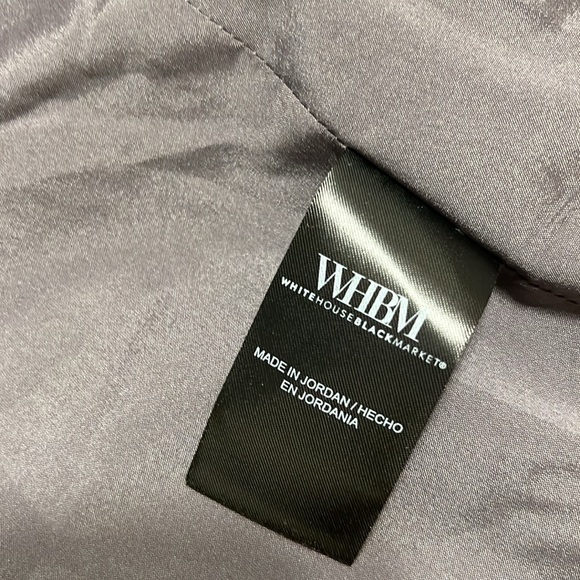 WHBM
WHITEHOUSEBLACKMARKET®
MADE IN JORDAN / HECHO
EN JORDANIA